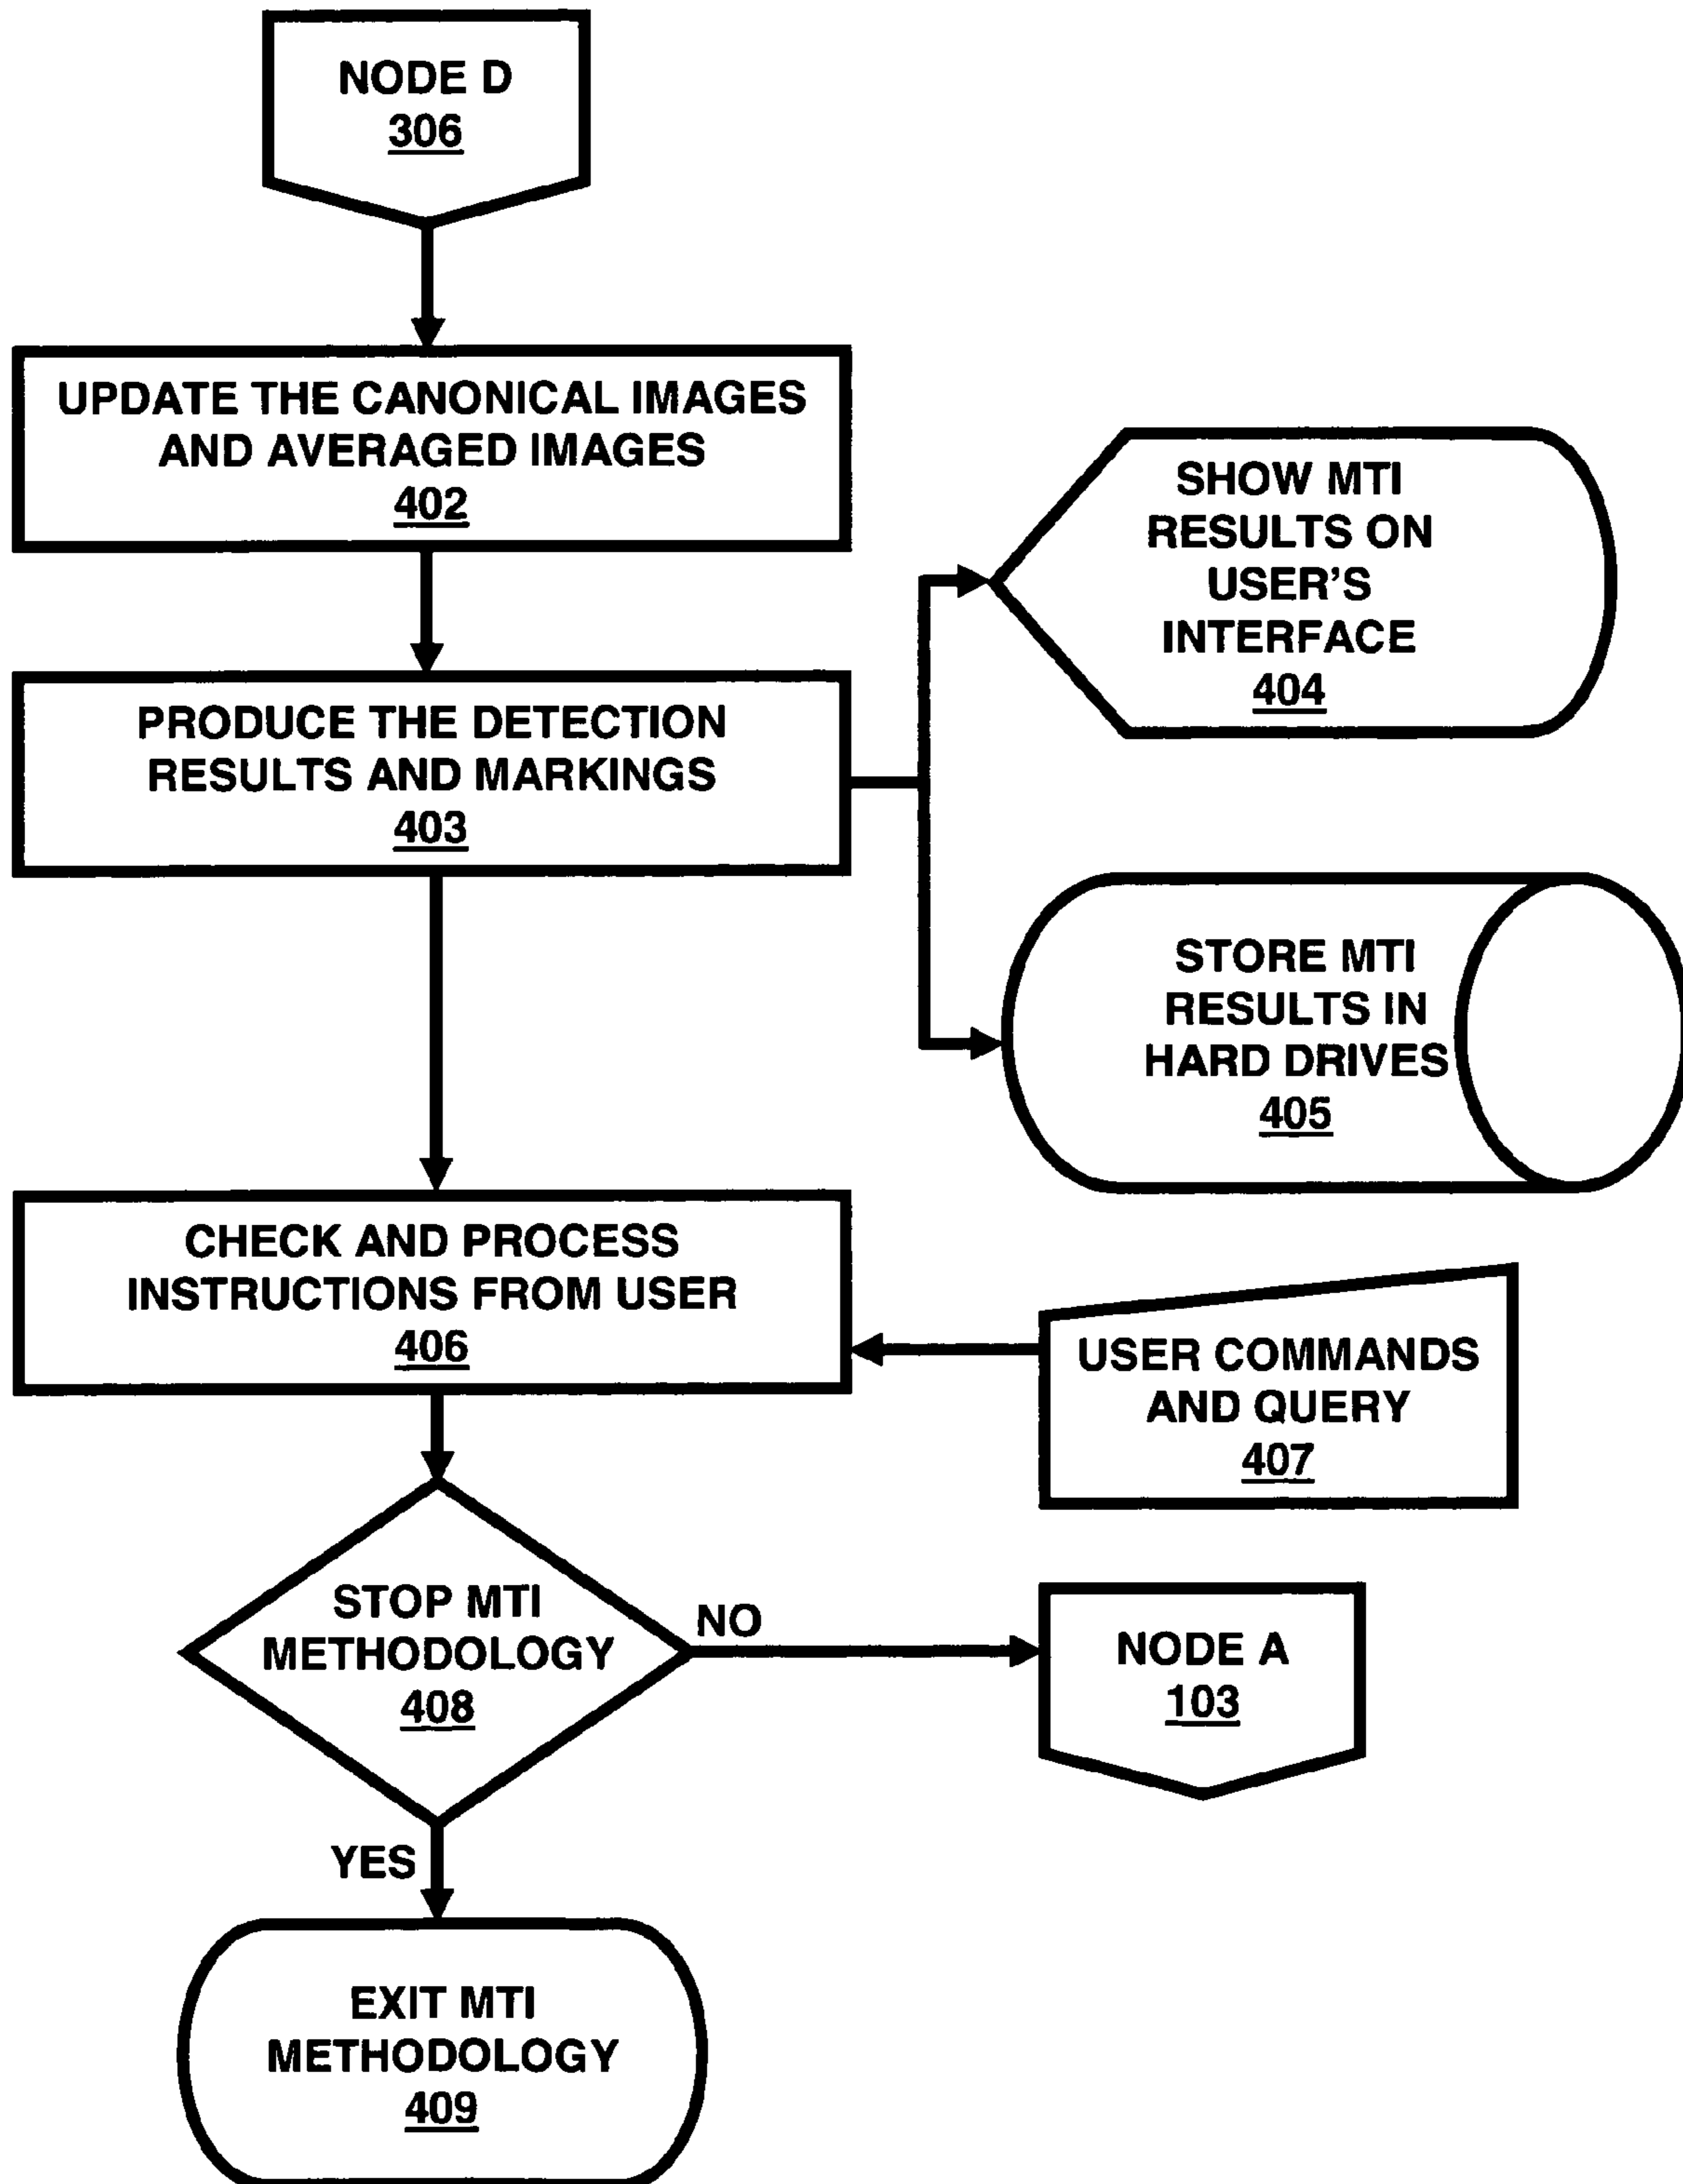 NODE D
306
UPDATE THE CANONICAL IMAGES
AND AVERAGED IMAGES
402
SHOW MTI
RESULTS ON
USER'S
INTERFACE
404
PRODUCE THE DETECTION
RESULTS AND MARKINGS
403
STORE MTI
RESULTS IN
HARD DRIVES
405
CHECK AND PROCESS
INSTRUCTIONS FROM USER
406
USER COMMANDS
AND QUERY
407
STOP MTI
METHODOLOGY
408
NO
NODE A
103
YES
EXIT MTI
METHODOLOGY
409